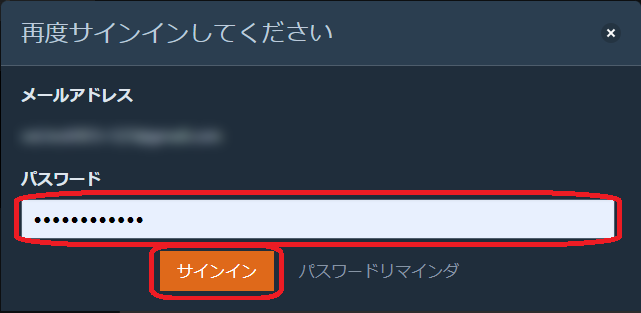 再度サインインしてください
メールアドレス
パスワード
••••••••••••
サインイン
パスワードリマインダ